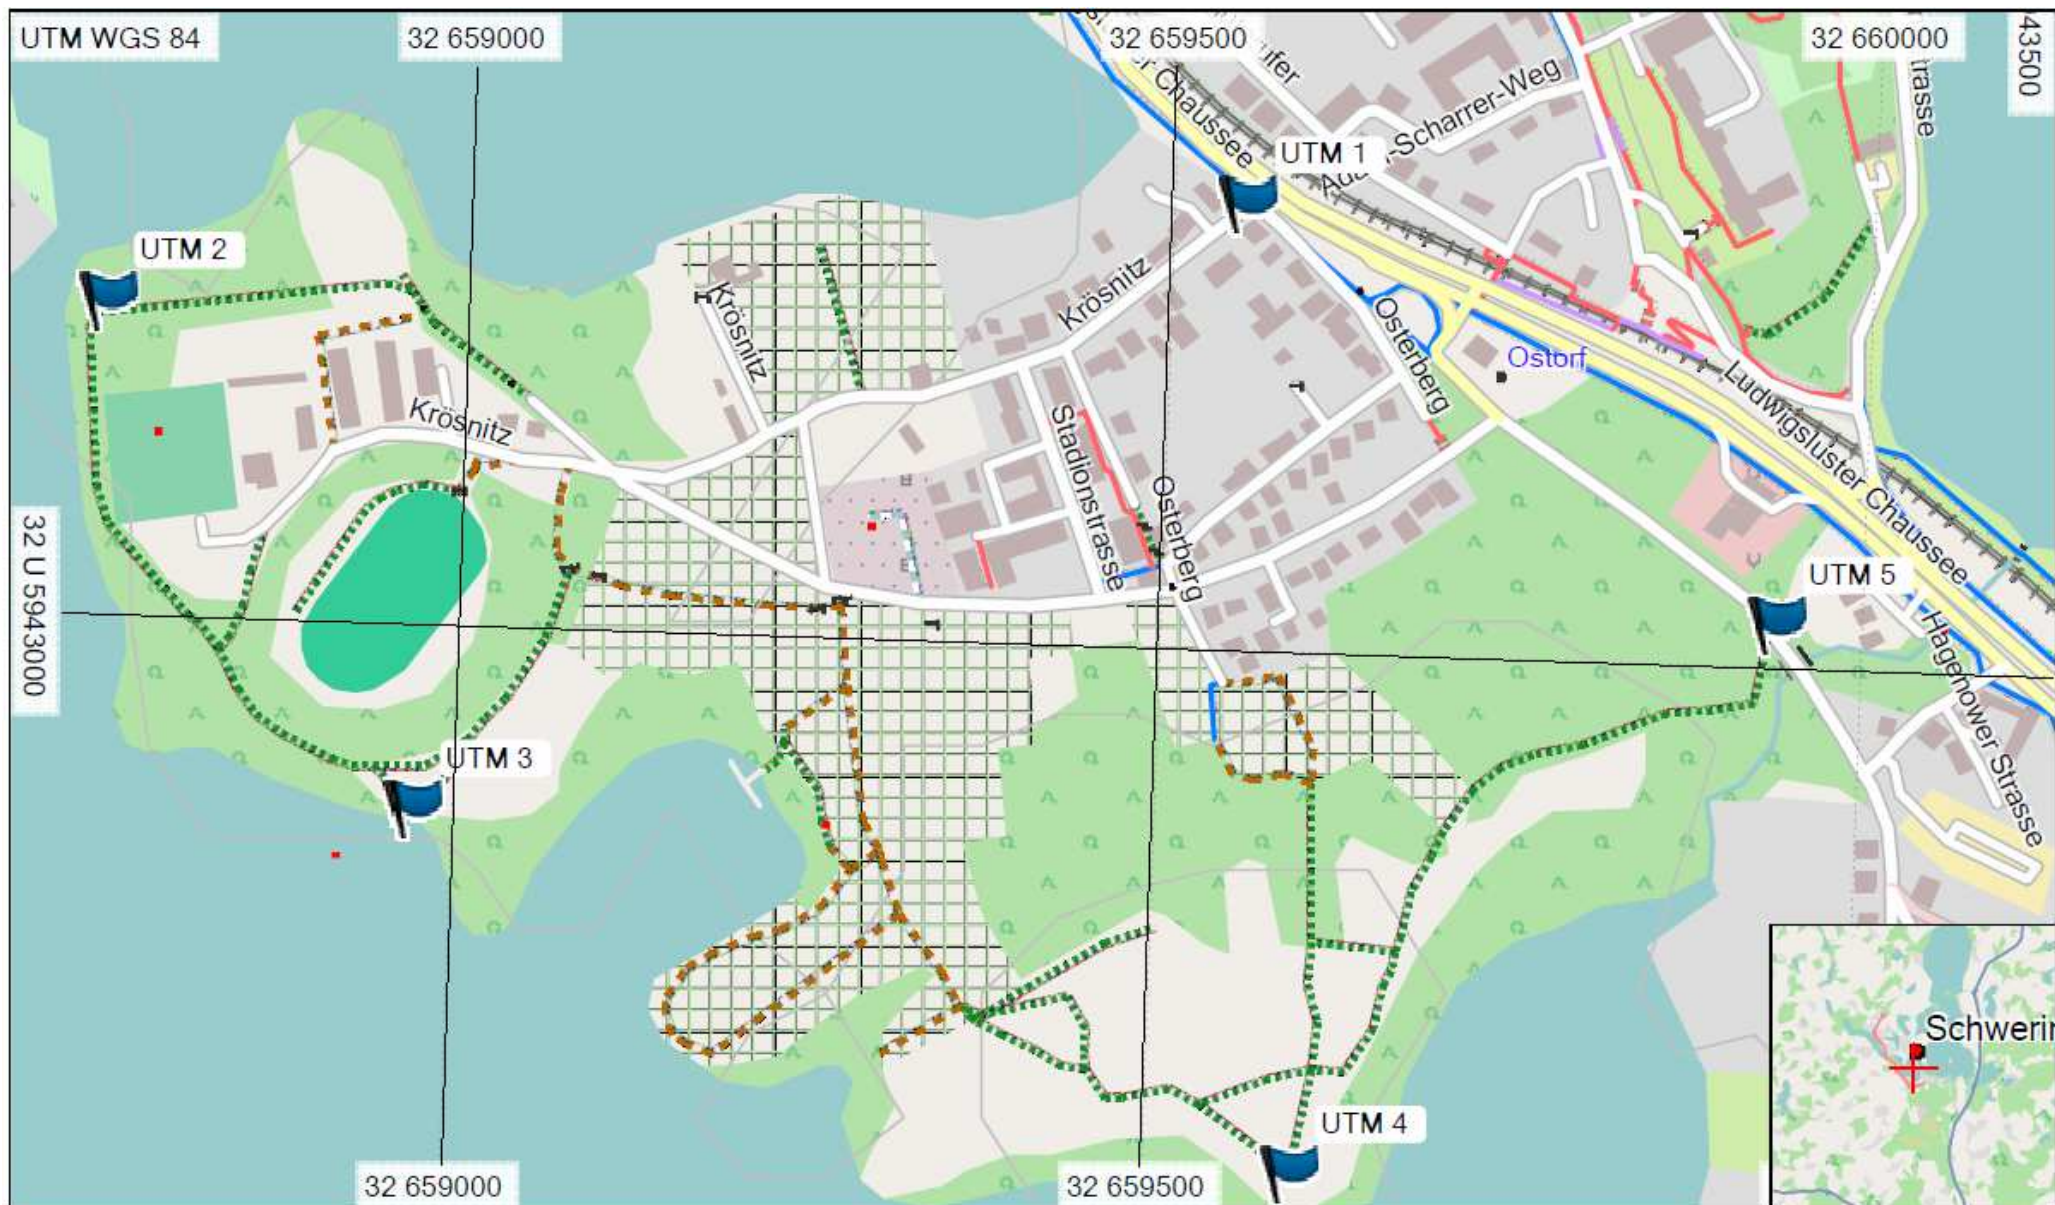 UTM WGS 84
32 659000
32 659500
32 660000
43500
ufer
er Chaussee
-Scharrer-Weg
trasse
UTM 1
UTM 2
Krösnitz
Krösnitz
Osterberg
Ostorf
Ludwigsluster Chaussee
Krösnitz
Stadionstrasse
Osterberg
32 U 5943000
UTM 5
Hagenower Strasse
UTM 3
Schwerin
UTM 4
32 659000
32 659500